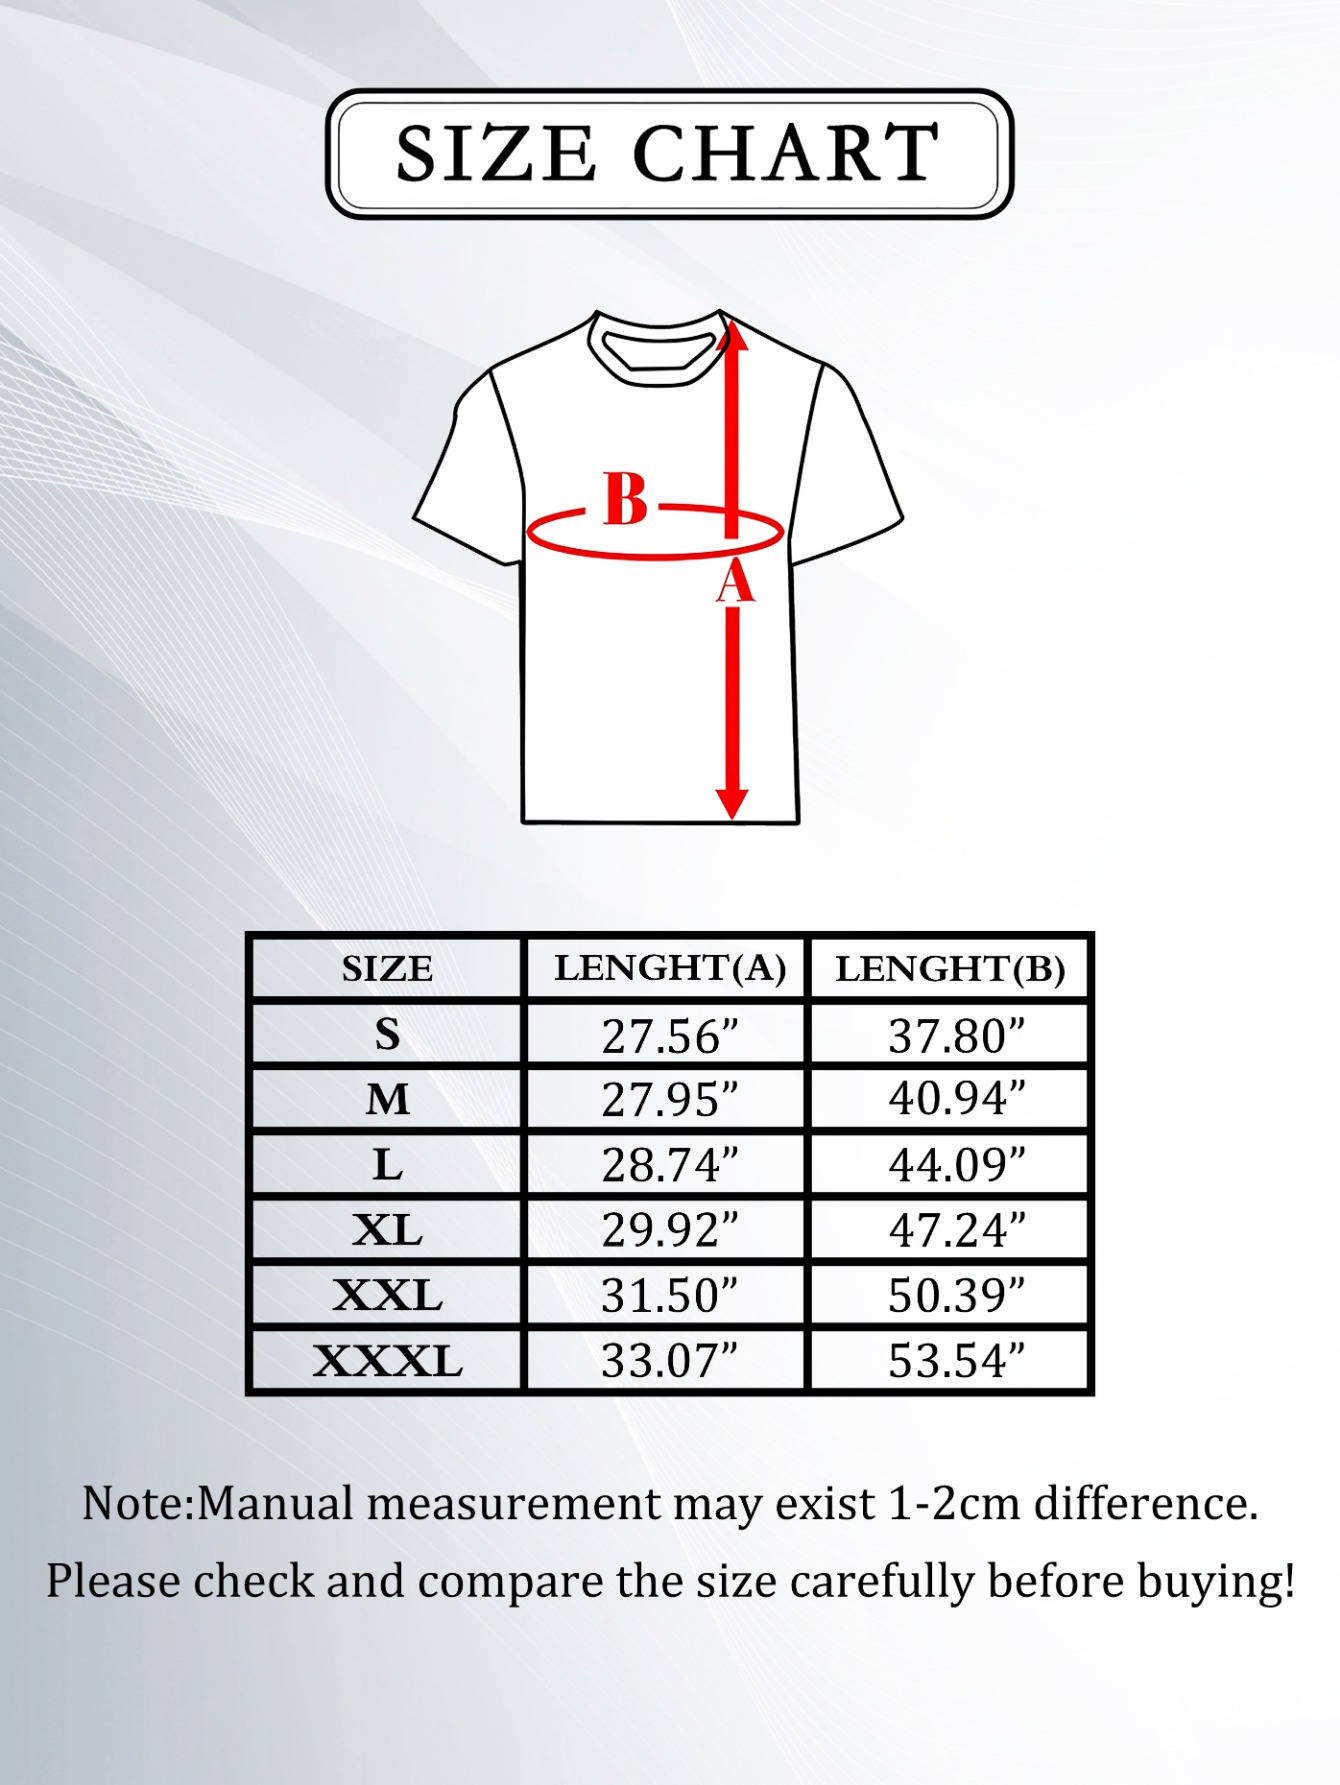 SIZE CHART
B
A
SIZE LENGHT(A) LENGHT(B)
S 27.56” 37.80”
M 27.95” 40.94”
L 28.74” 44.09”
XL 29.92” 47.24”
XXL 31.50” 50.39”
XXXL 33.07” 53.54”
Note:Manual measurement may exist 1-2cm difference.
Please check and compare the size carefully before buying!